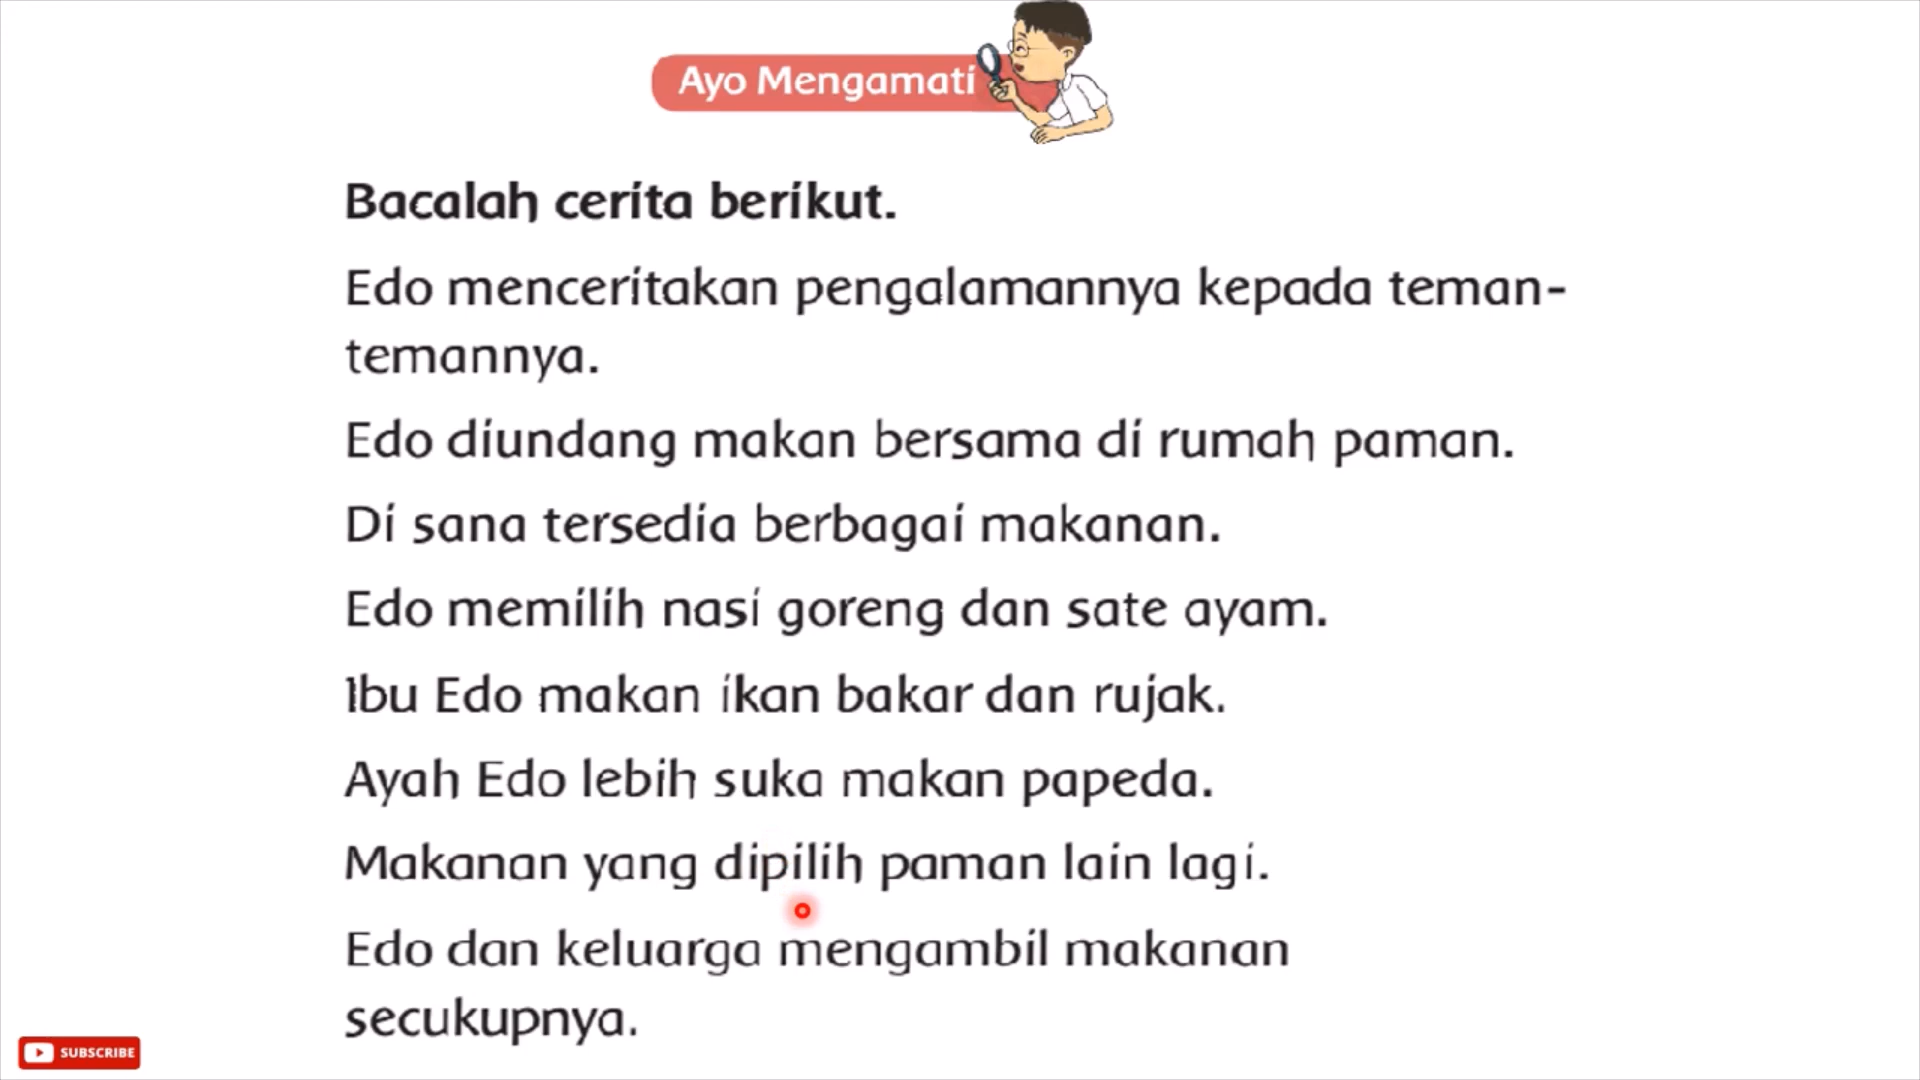 Ayo Mengamati
Bacalah cerita berikut.
Edo menceritakan pengalamannya kepada teman-
temannya.
Edo diundang makan bersama di rumah paman.
Di sana tersedia berbagai makanan.
Edo memilih nasi goreng dan sate ayam.
Ibu Edo makan ikan bakar dan rujak.
Ayah Edo lebih suka makan papeda.
Makanan yang dipilih paman lain lagi.
Edo dan keluarga mengambil makanan
secukupnya.
SUBSCRIBE